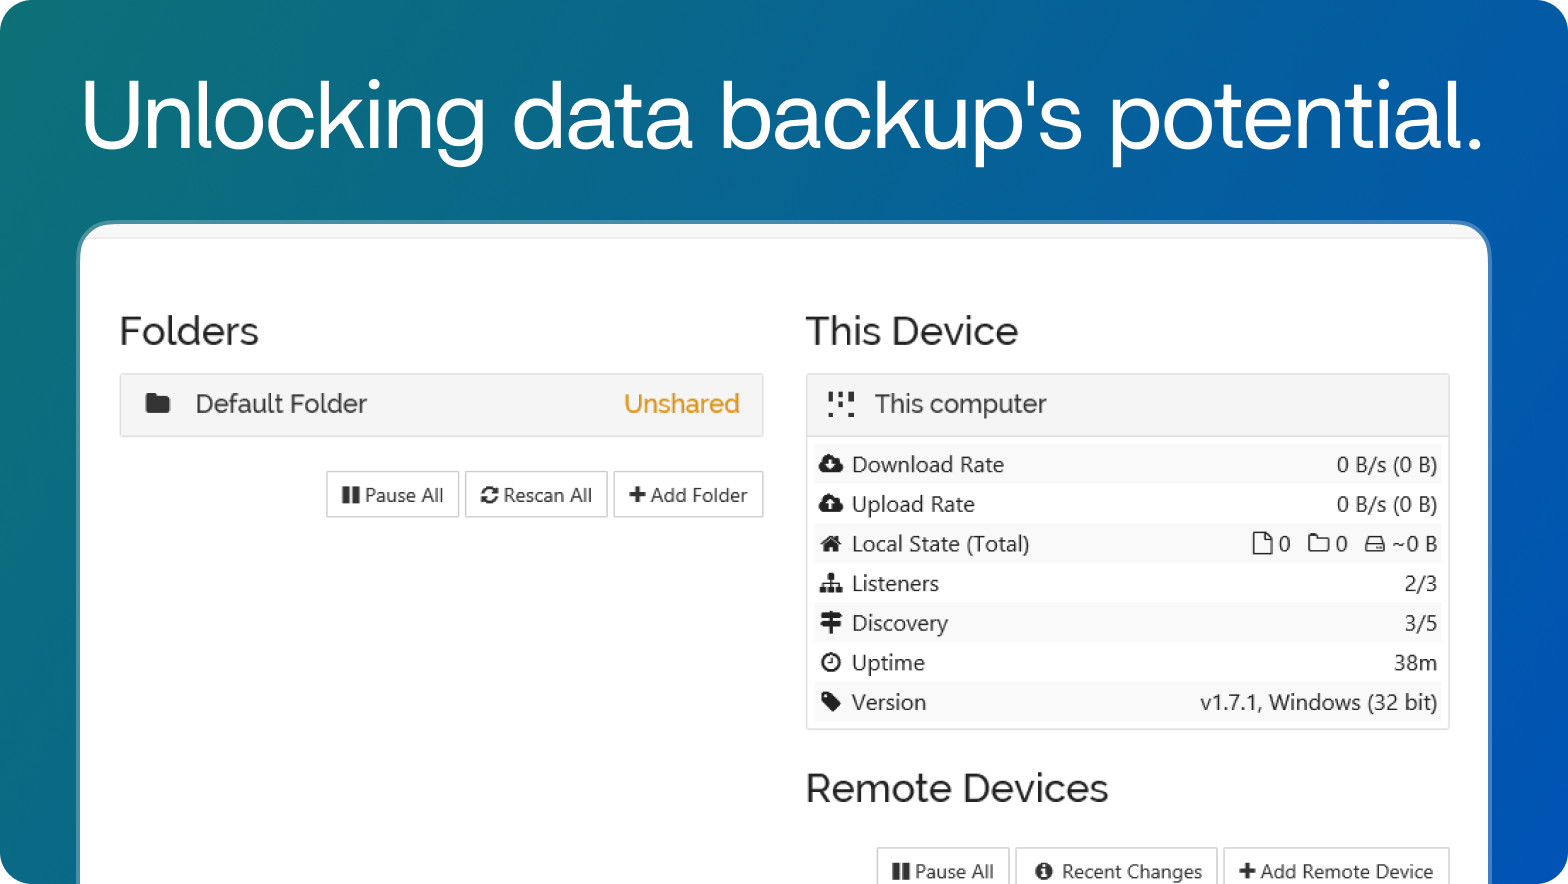 Unlocking data backup's potential.
Folders
Default Folder Unshared
Pause All Rescan All Add Folder
This Device
This computer
Download Rate 0 B/s (0 B)
Upload Rate 0 B/s (0 B)
Local State (Total) 0 0 ~0 B
Listeners 2/3
Discovery 3/5
Uptime 38m
Version v1.7.1, Windows (32 bit)
Remote Devices
Pause All Recent Changes Add Remote Device